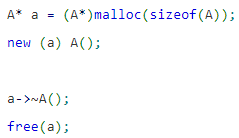 A* a = (A*)malloc(sizeof(A));
new (a) A();
a->~A();
free(a);